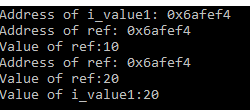 Address of i_value1: 0x6afef4
Address of ref: 0x6afef4
Value of ref:10
Address of ref: 0x6afef4
Value of ref:20
Value of i_value1:20